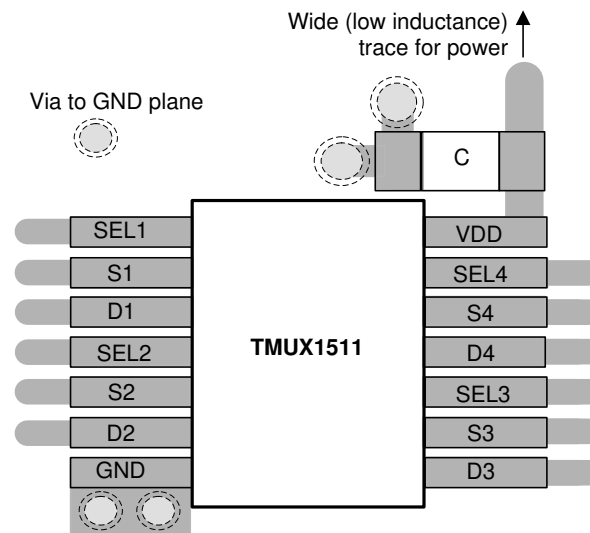 Wide (low inductance)
trace for power
Via to GND plane
C
SEL1
S1
D1
SEL2
S2
D2
GND
TMUX1511
VDD
SEL4
S4
D4
SEL3
S3
D3